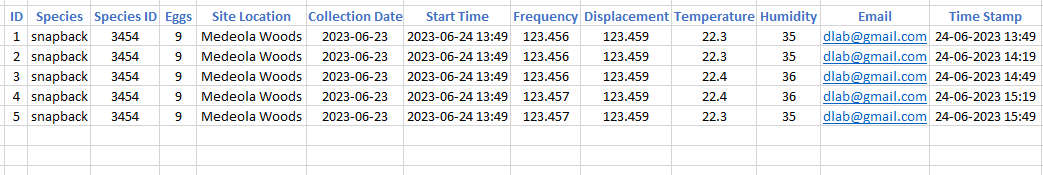 ID Species Species ID Eggs Site Location Collection Date Start Time Frequency Displacement Temperature Humidity Email Time Stamp
1 snapback 3454 9 Medeola Woods 2023-06-23 2023-06-24 13:49 123.456 123.459 22.3 35 dlab@gmail.com 24-06-2023 13:49
2 snapback 3454 9 Medeola Woods 2023-06-23 2023-06-24 13:49 123.456 123.459 22.3 35 dlab@gmail.com 24-06-2023 14:19
3 snapback 3454 9 Medeola Woods 2023-06-23 2023-06-24 13:49 123.456 123.459 22.4 36 dlab@gmail.com 24-06-2023 14:49
4 snapback 3454 9 Medeola Woods 2023-06-23 2023-06-24 13:49 123.457 123.459 22.4 36 dlab@gmail.com 24-06-2023 15:19
5 snapback 3454 9 Medeola Woods 2023-06-23 2023-06-24 13:49 123.457 123.459 22.3 35 dlab@gmail.com 24-06-2023 15:49